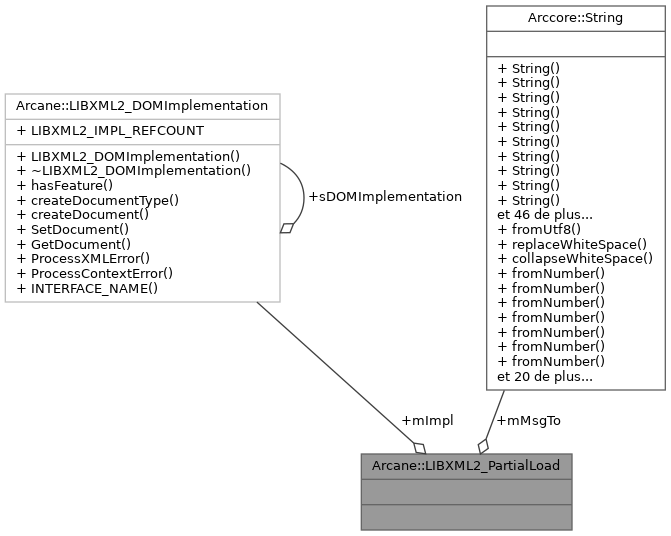 Arccore::String
+ String()
+ String()
+ String()
+ String()
+ String()
+ String()
+ String()
+ String()
+ String()
+ String()
et 46 de plus...
+ fromUtf8()
+ replaceWhiteSpace()
+ collapseWhiteSpace()
+ fromNumber()
+ fromNumber()
+ fromNumber()
+ fromNumber()
+ fromNumber()
+ fromNumber()
+ fromNumber()
et 20 de plus...
Arcane::LIBXML2_DOMImplementation
+ LIBXML2_IMPL_REFCOUNT
+ LIBXML2_DOMImplementation()
+ ~LIBXML2_DOMImplementation()
+ hasFeature()
+ createDocumentType()
+ createDocument()
+ SetDocument()
+ GetDocument()
+ ProcessXMLError()
+ ProcessContextError()
+ INTERFACE_NAME()
+sDOMImplementation
+mImpl
+mMsgTo
Arcane::LIBXML2_PartialLoad